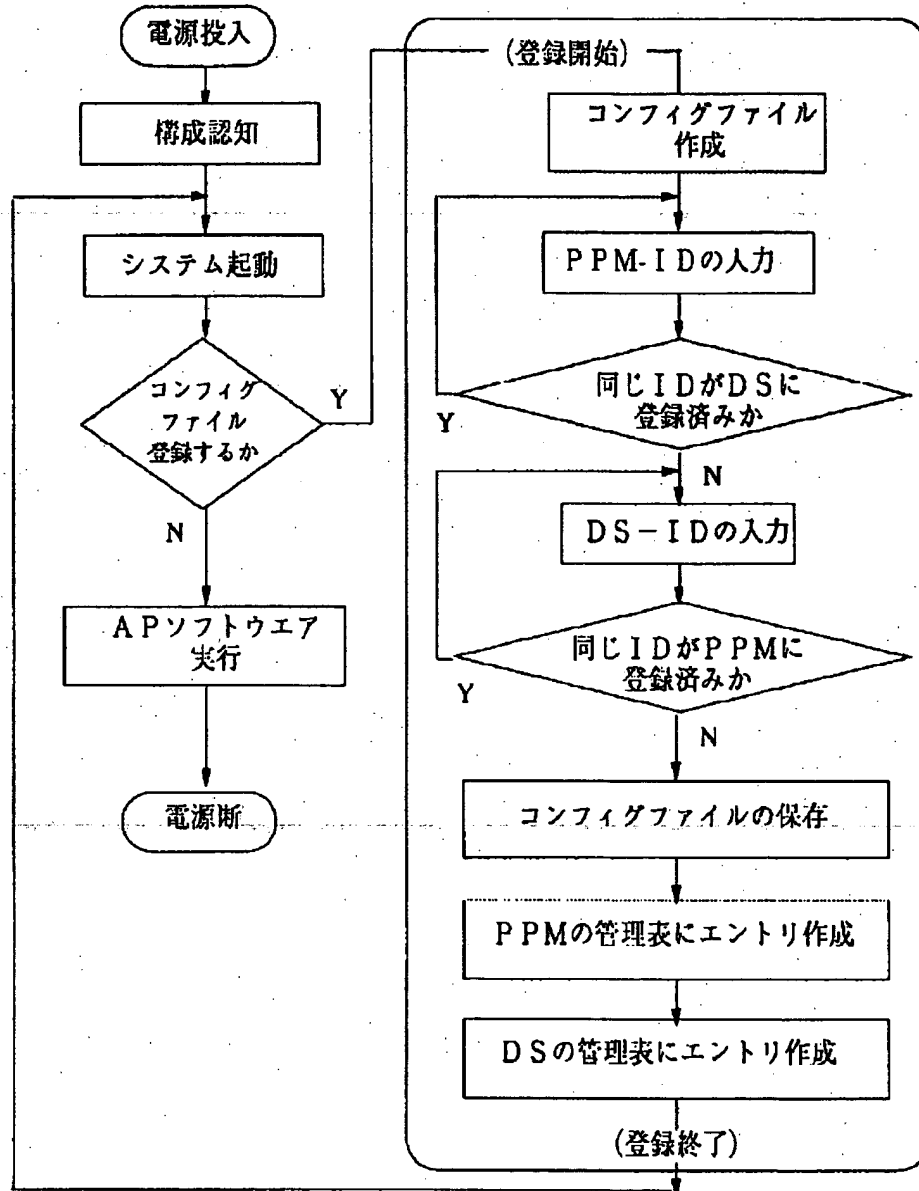 電源投入
構成認知
システム起動
コンフィグ
ファイル
登録するか
Y
N
APソフトウエア
実行
電源断
(登録開始)
コンフィグファイル
作成
PPM-IDの入力
同じIDがDSに
登録済みか
Y
N
DS-IDの入力
同じIDがPPMに
登録済みか
Y
N
コンフィグファイルの保存
PPMの管理表にエントリ作成
DSの管理表にエントリ作成
(登録終了)